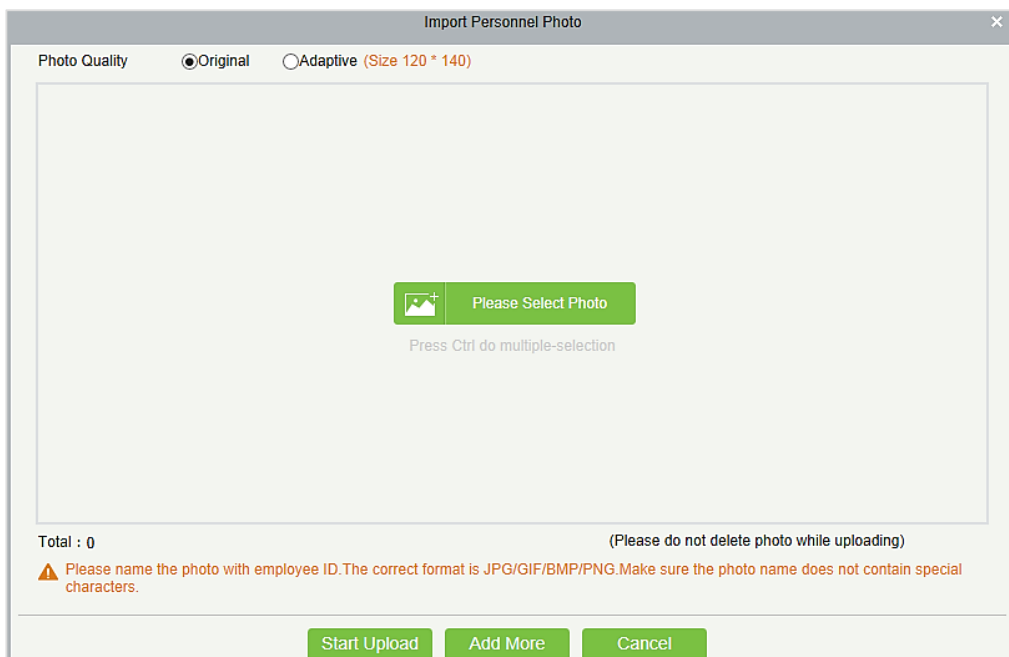 Import Personnel Photo ×
Photo Quality Original Adaptive (Size 120 * 140)
Please Select Photo
Press Ctrl do multiple-selection
Total : 0 (Please do not delete photo while uploading)
Please name the photo with employee ID.The correct format is JPG/GIF/BMP/PNG.Make sure the photo name does not contain special
characters.
Start Upload Add More Cancel